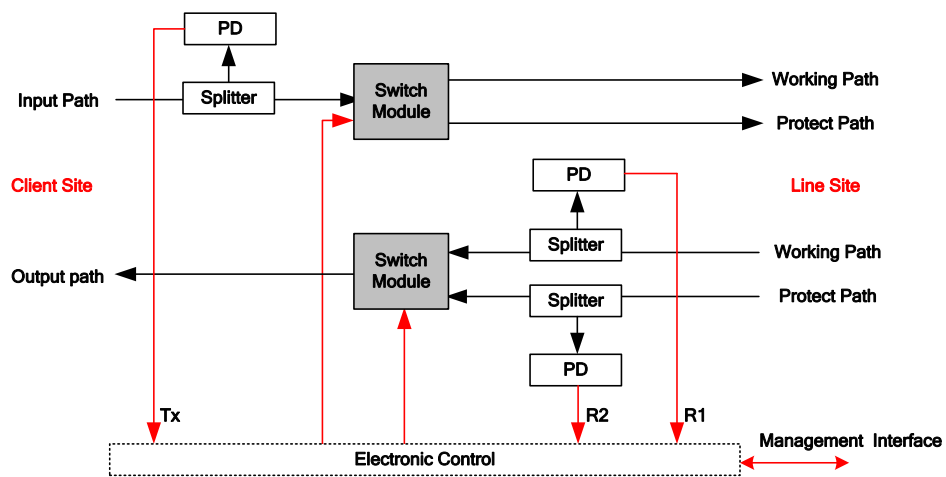 PD
Input Path
Splitter
Switch
Module
Working Path
Protect Path
Client Site
PD
Line Site
Splitter
Switch
Module
Working Path
Output path
Splitter
Protect Path
PD
Tx
R2
R1
Electronic Control
Management Interface